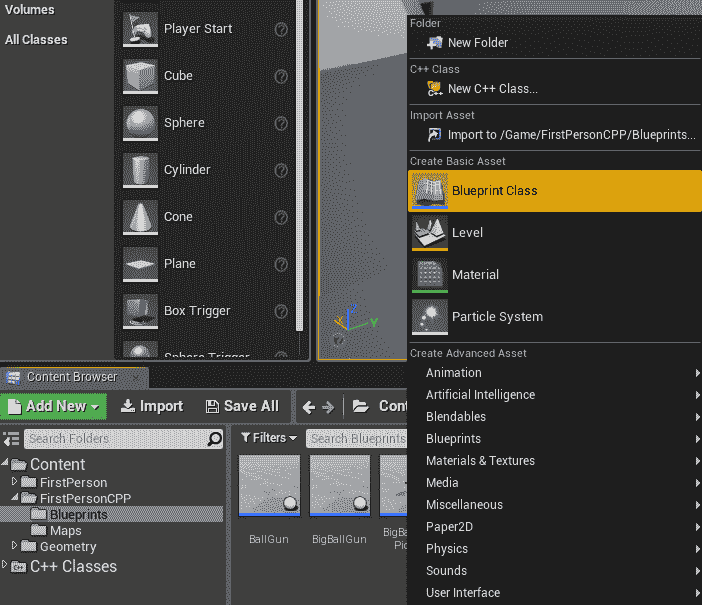 Volumes
All Classes
Player Start
Cube
Sphere
Cylinder
Cone
Plane
Box Trigger
Sphere Trigger
Folder
New Folder
C++ Class
New C++ Class...
Import Asset
Import to /Game/FirstPersonCPP/Blueprints...
Create Basic Asset
Blueprint Class
Level
Material
Particle System
Create Advanced Asset
Animation
Artificial Intelligence
Blendables
Blueprints
Materials & Textures
Media
Miscellaneous
Paper2D
Physics
Sounds
User Interface
Content Browser
Add New
Import
Save All
Cont
Search Folders
Filters
Search Blueprints
Content
FirstPerson
FirstPersonCPP
Blueprints
Maps
Geometry
C++ Classes
BallGun
BigBallGun
BigBa
Pic
X
Y